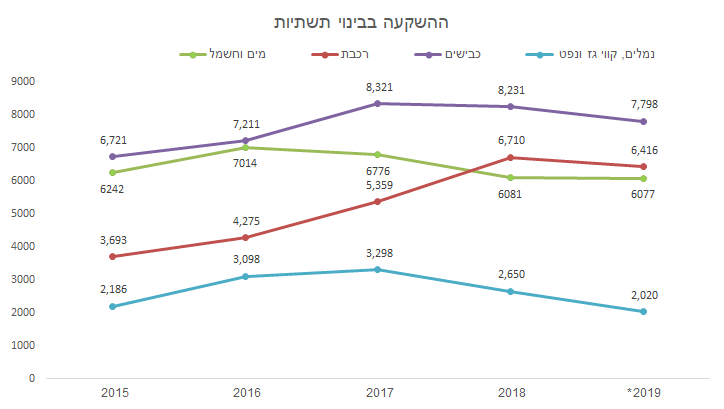 ההשקעה בבינוי תשתיות
נמלים, קווי גז ונפט כבישים רכבת מים וחשמל
9000
8000
7000
6000
5000
4000
3000
2000
1000
0
6,721 7,211 8,321 8,231 7,798
6242 7014 6776 6081 6077
3,693 4,275 5,359 6,710 6,416
2,186 3,098 3,298 2,650 2,020
2015 2016 2017 2018 *2019